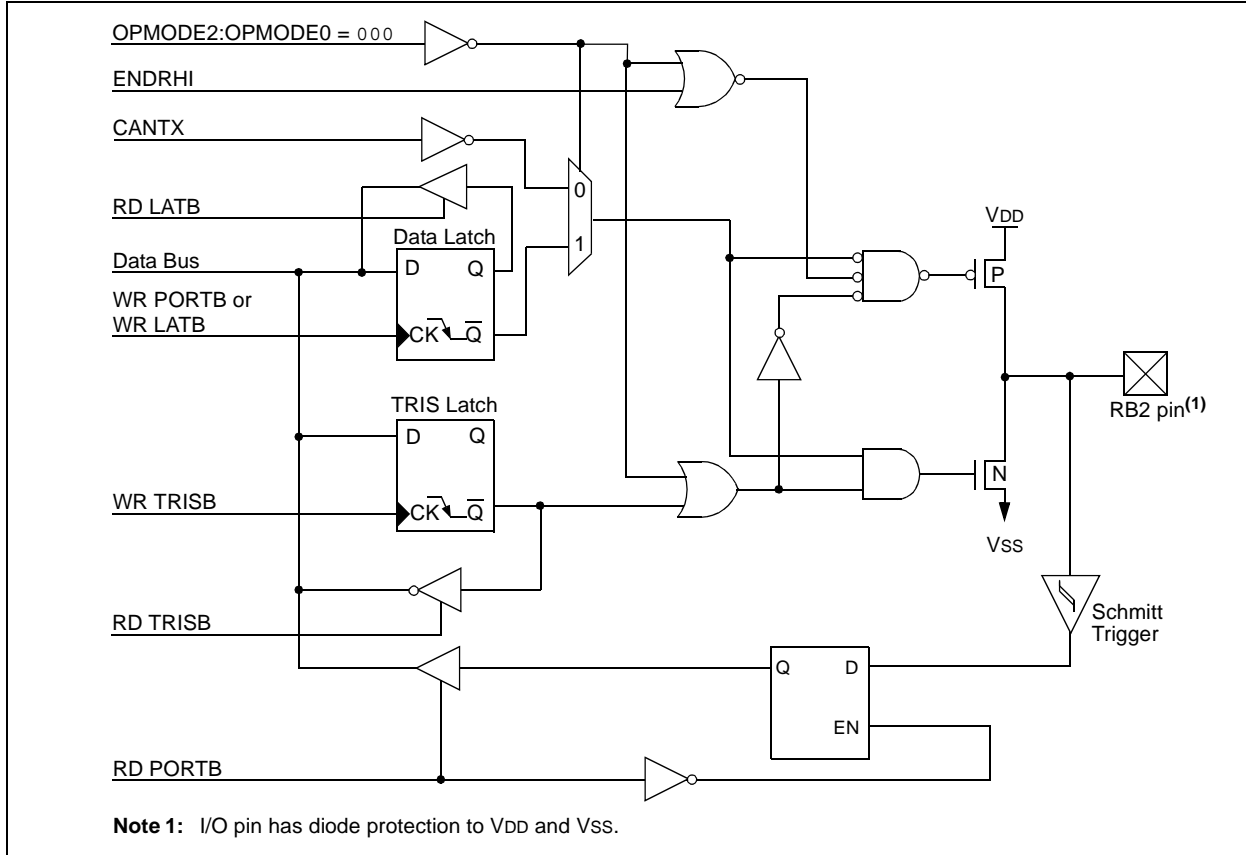 OPMODE2:OPMODE0 = 000
ENDRHI
CANTX
0
RD LATB
VDD
Data Latch
1
Data Bus
D
Q
P
WR PORTB or
WR LATB
CK
Q̅
RB2 pin(1)
TRIS Latch
D
Q
N
WR TRISB
CK
Q̅
VSS
Schmitt
Trigger
RD TRISB
Q
D
EN
RD PORTB
Note 1: I/O pin has diode protection to VDD and VSS.